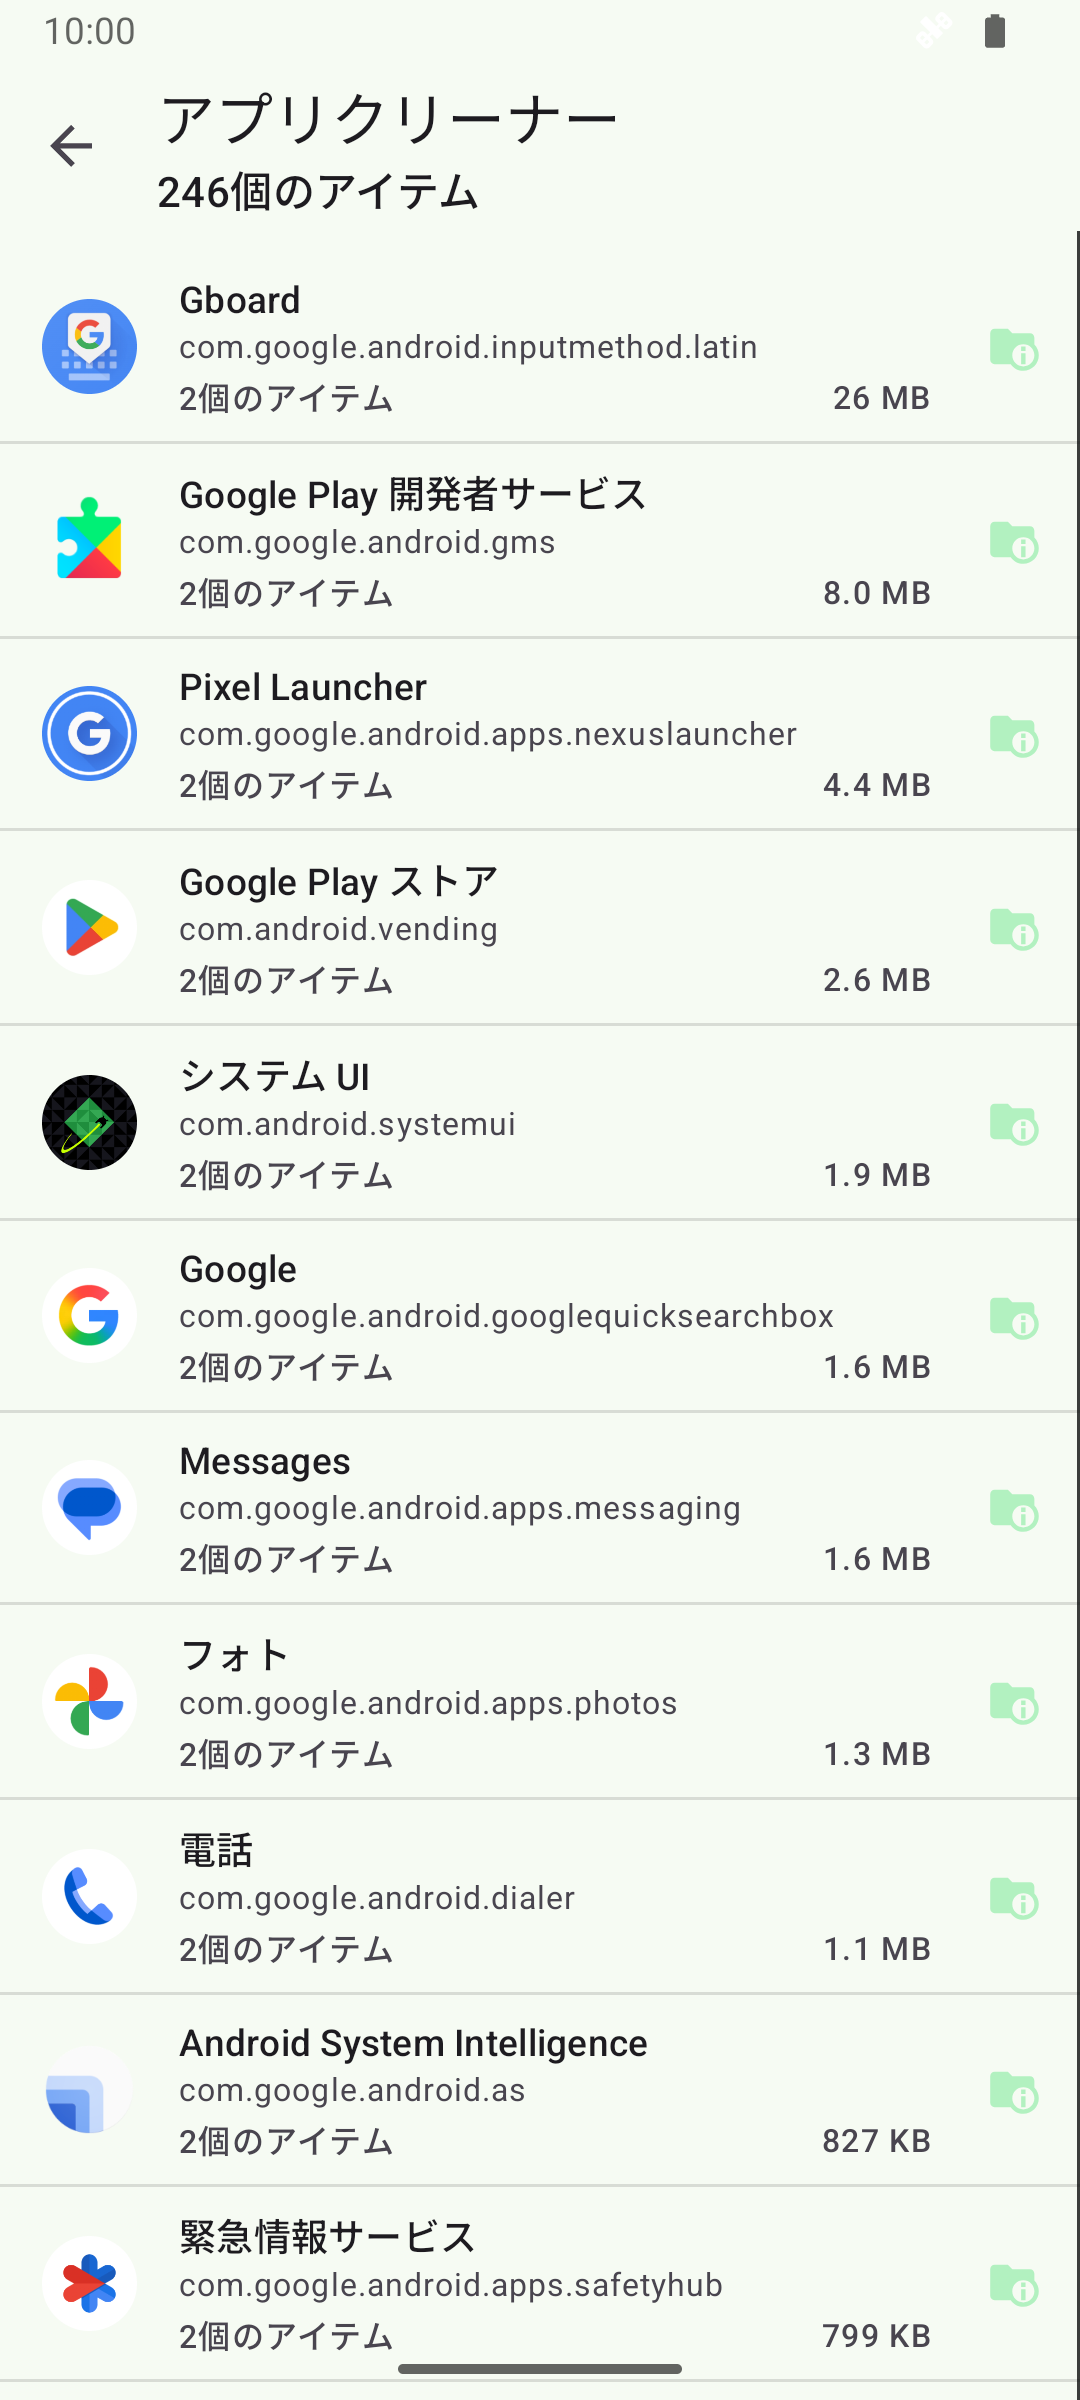 10:00
アプリクリーナー
246個のアイテム
Gboard
com.google.android.inputmethod.latin
2個のアイテム 26 MB
Google Play 開発者サービス
com.google.android.gms
2個のアイテム 8.0 MB
Pixel Launcher
com.google.android.apps.nexuslauncher
2個のアイテム 4.4 MB
Google Play ストア
com.android.vending
2個のアイテム 2.6 MB
システム UI
com.android.systemui
2個のアイテム 1.9 MB
Google
com.google.android.googlequicksearchbox
2個のアイテム 1.6 MB
Messages
com.google.android.apps.messaging
2個のアイテム 1.6 MB
フォト
com.google.android.apps.photos
2個のアイテム 1.3 MB
電話
com.google.android.dialer
2個のアイテム 1.1 MB
Android System Intelligence
com.google.android.as
2個のアイテム 827 KB
緊急情報サービス
com.google.android.apps.safetyhub
2個のアイテム 799 KB